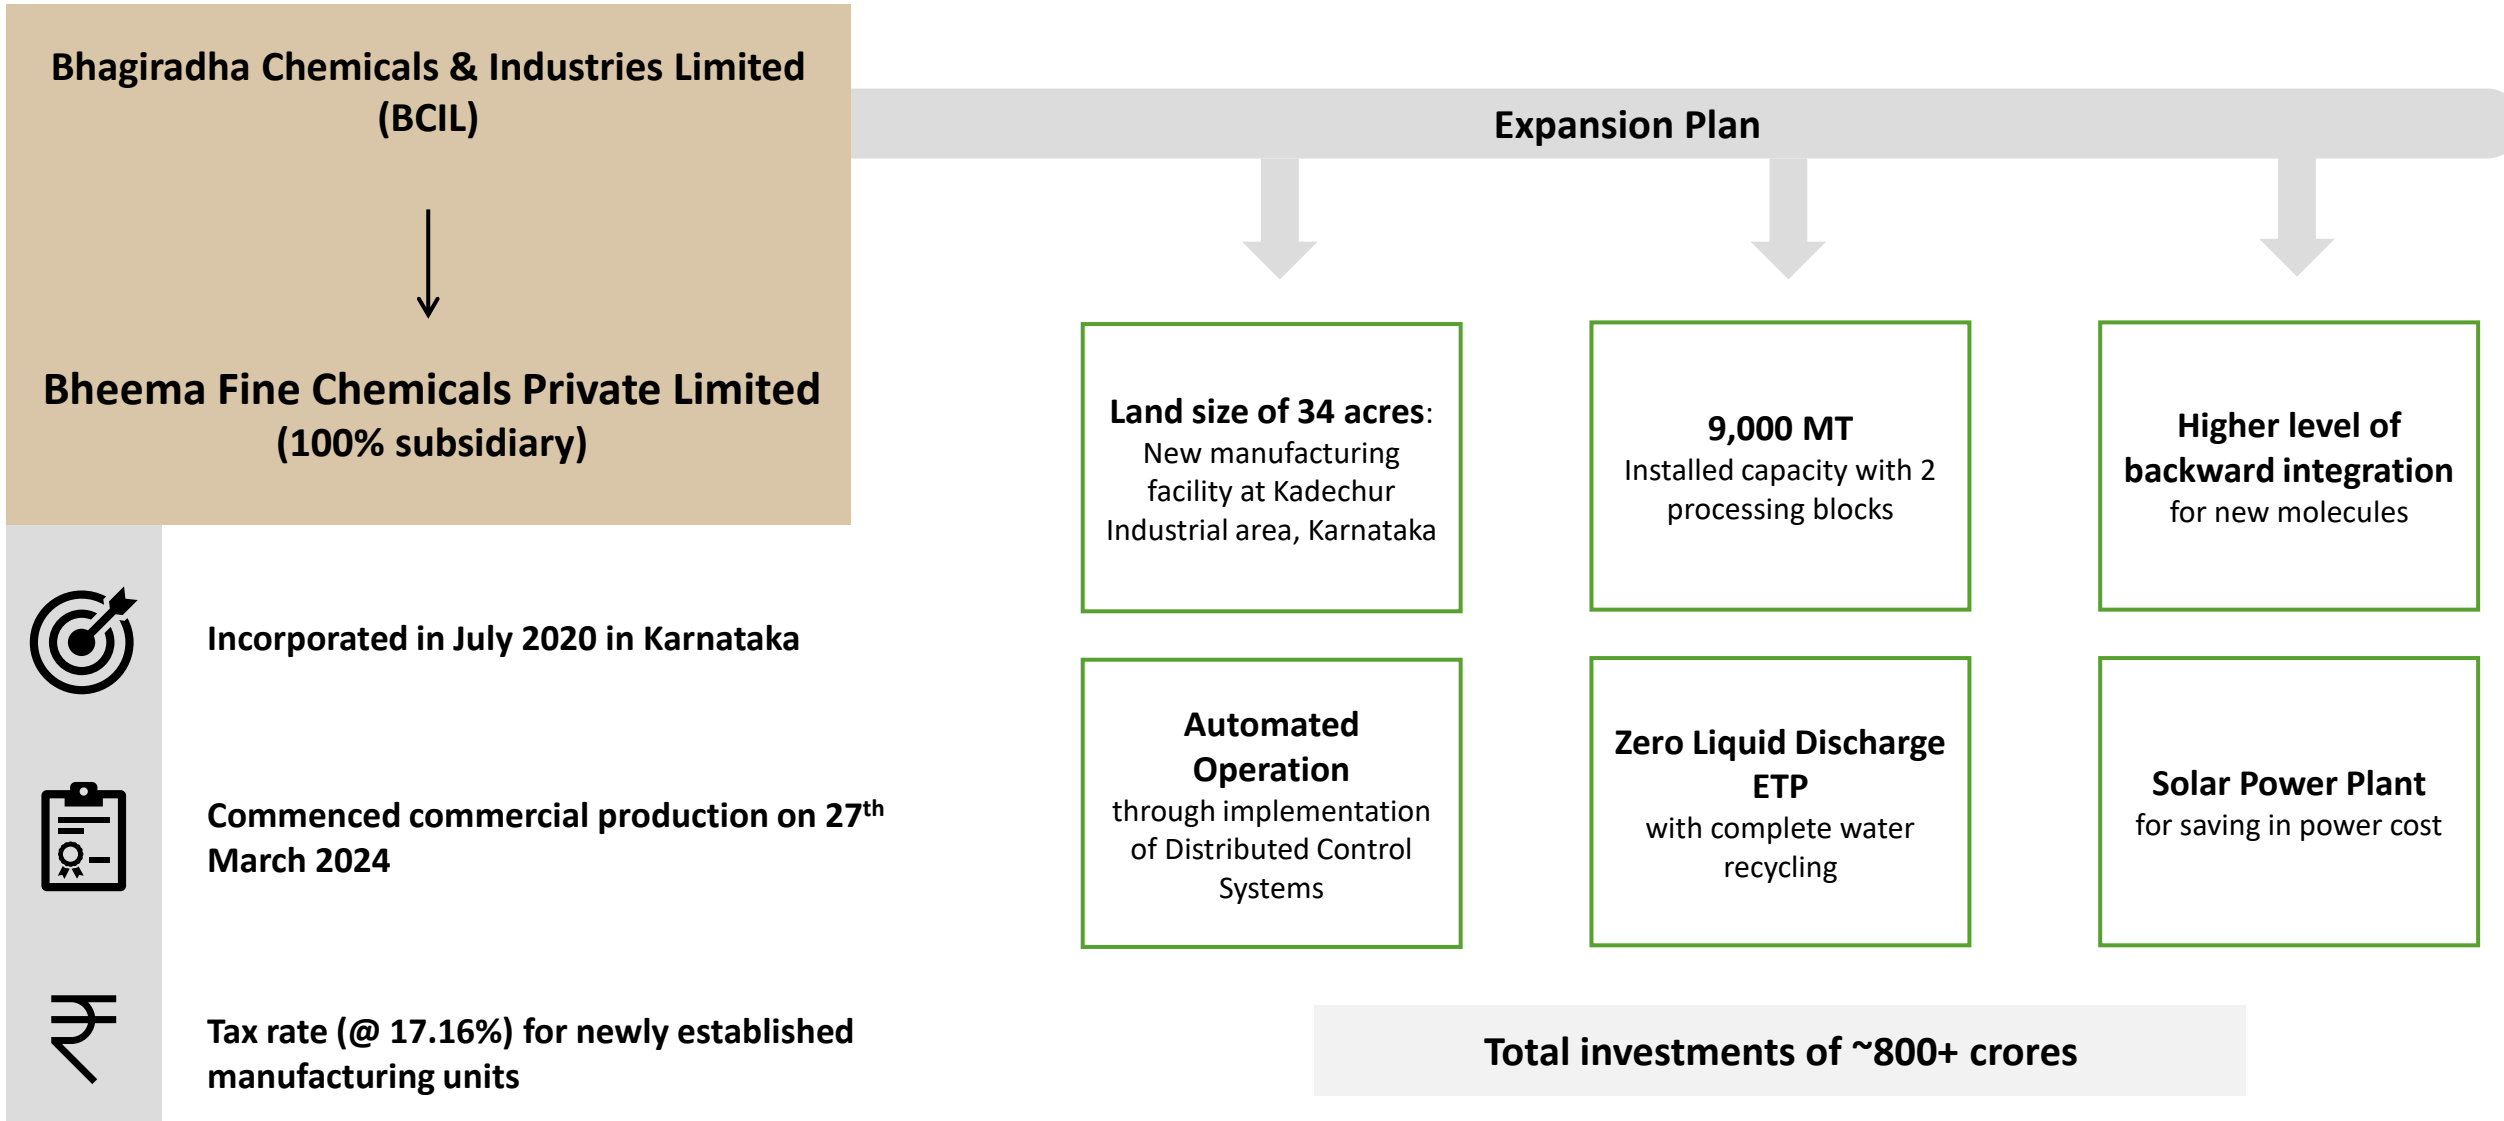 Bhagiradha Chemicals & Industries Limited
(BCIL)
Bheema Fine Chemicals Private Limited
(100% subsidiary)
Incorporated in July 2020 in Karnataka
Commenced commercial production on 27th
March 2024
Tax rate (@ 17.16%) for newly established
manufacturing units
Expansion Plan
Land size of 34 acres:
New manufacturing
facility at Kadechur
Industrial area, Karnataka
9,000 MT
Installed capacity with 2
processing blocks
Higher level of
backward integration
for new molecules
Automated
Operation
through implementation
of Distributed Control
Systems
Zero Liquid Discharge
ETP
with complete water
recycling
Solar Power Plant
for saving in power cost
Total investments of ~800+ crores